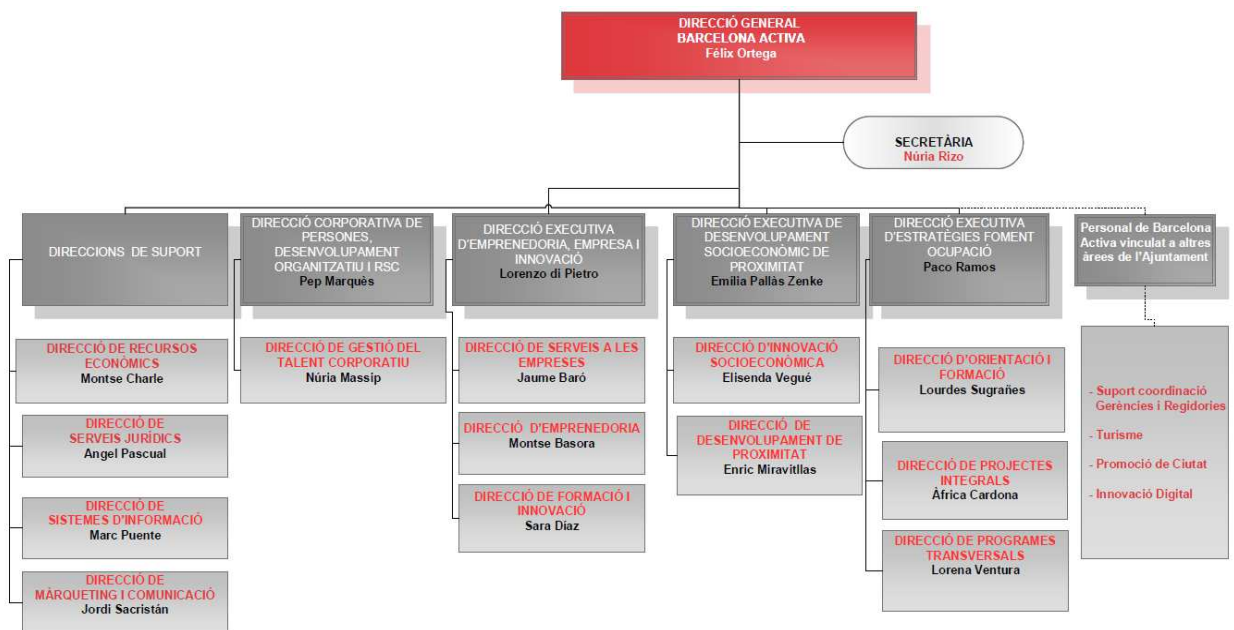 DIRECCIÓ GENERAL
BARCELONA ACTIVA
Félix Ortega
SECRETÀRIA
Núria Rizo
DIRECCIONS DE SUPORT
DIRECCIÓ CORPORATIVA DE
PERSONES,
DESENVOLUPAMENT
ORGANITZATIU I RSC
Pep Marquès
DIRECCIÓ EXECUTIVA
D'EMPRENEDORIA, EMPRESA I
INNOVACIÓ
Lorenzo di Pietro
DIRECCIÓ EXECUTIVA DE
DESENVOLUPAMENT
SOCIOECONÒMIC DE
PROXIMITAT
Emilia Pallàs Zenke
DIRECCIÓ EXECUTIVA
D'ESTRATÈGIES FOMENT
OCUPACIÓ
Paco Ramos
Personal de Barcelona
Activa vinculat a altres
àrees de l'Ajuntament
DIRECCIÓ DE RECURSOS
ECONÒMICS
Montse Charle
DIRECCIÓ DE
SERVEIS JURÍDICS
Angel Pascual
DIRECCIÓ DE
SISTEMES D'INFORMACIÓ
Marc Puente
DIRECCIÓ DE
MÀRQUETING I COMUNICACIÓ
Jordi Sacristán
DIRECCIÓ DE GESTIÓ DEL
TALENT CORPORATIU
Núria Massip
DIRECCIÓ DE SERVEIS A LES
EMPRESES
Jaume Baró
DIRECCIÓ D'EMPRENEDORIA
Montse Basora
DIRECCIÓ DE FORMACIÓ I
INNOVACIÓ
Sara Díaz
DIRECCIÓ D'INNOVACIÓ
SOCIOECONÒMICA
Elisenda Vegué
DIRECCIÓ DE
DESENVOLUPAMENT DE
PROXIMITAT
Enric Miravitllas
DIRECCIÓ D'ORIENTACIÓ I
FORMACIÓ
Lourdes Sugrañes
DIRECCIÓ DE PROJECTES
INTEGRALS
Àfrica Cardona
DIRECCIÓ DE PROGRAMES
TRANSVERSALS
Lorena Ventura
- Suport coordinació
Gerències i Regidories
- Turisme
- Promoció de Ciutat
- Innovació Digital